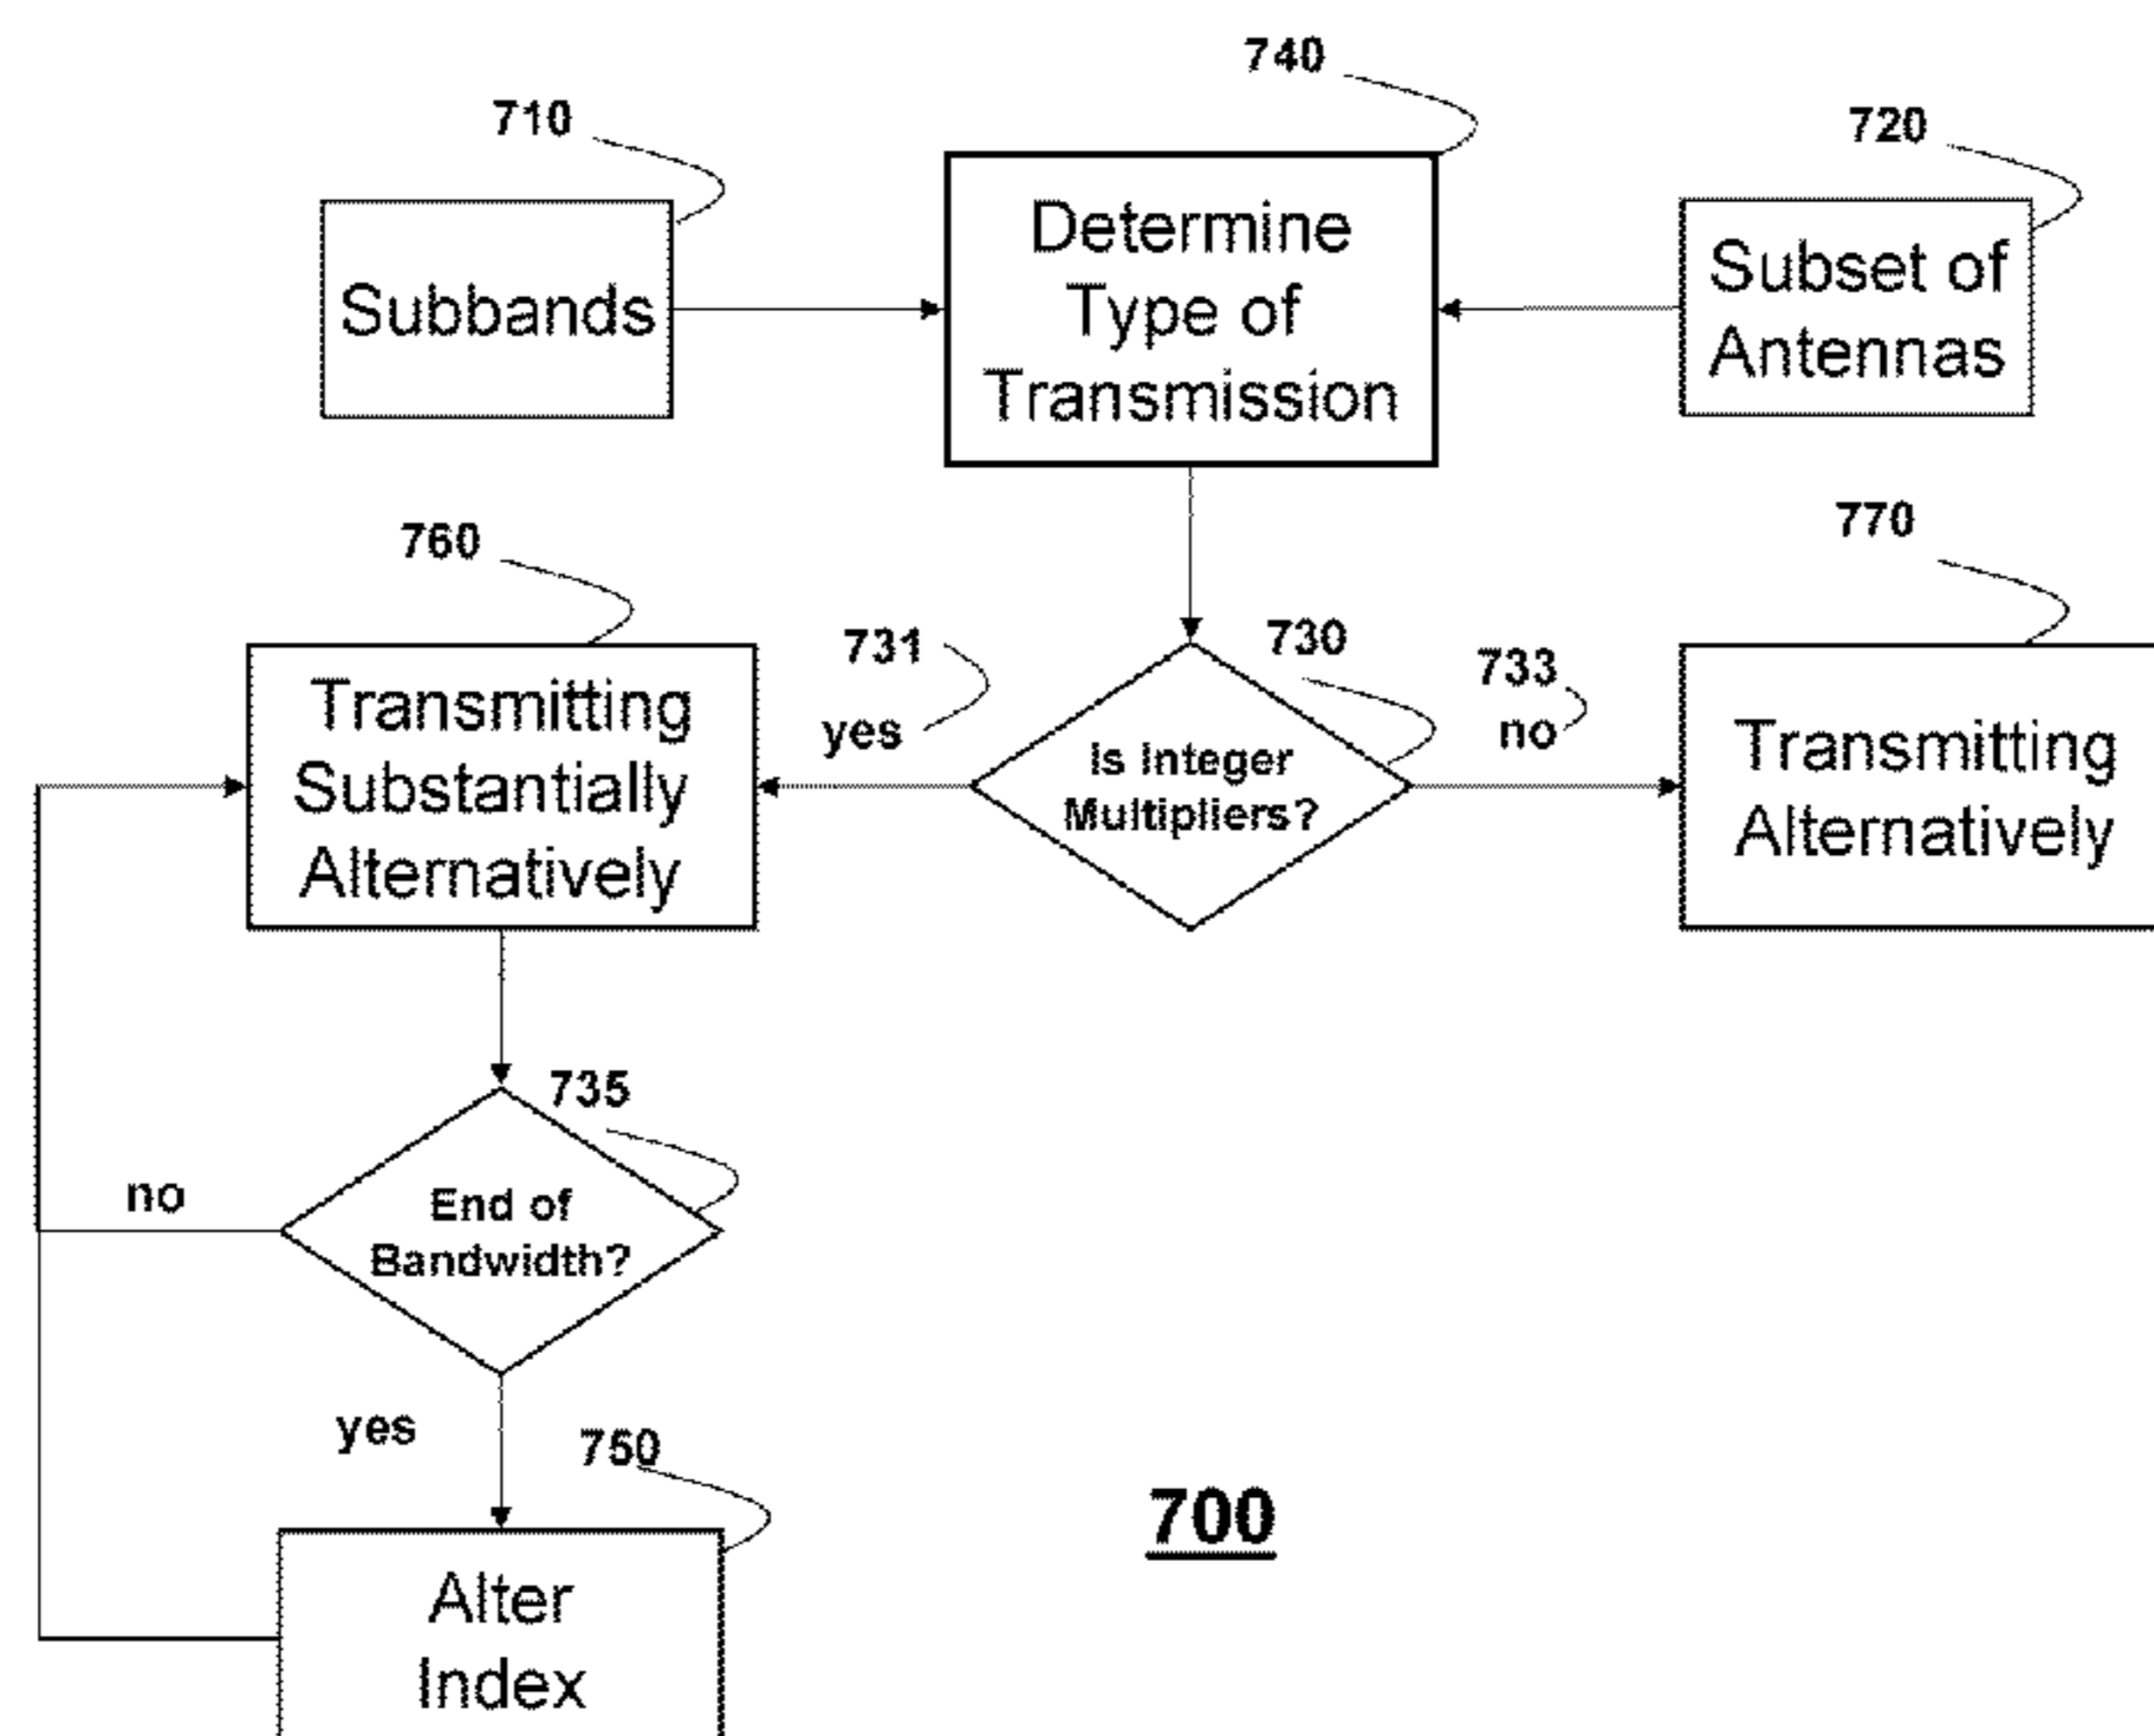 740
710
720
Subbands
Determine
Type of
Transmission
Subset of
Antennas
760
770
731
yes
730
733
no
Transmitting
Substantially
Alternatively
Is Integer
Multipliers?
Transmitting
Alternatively
735
no
End of
Bandwidth?
yes
750
700
Alter
Index